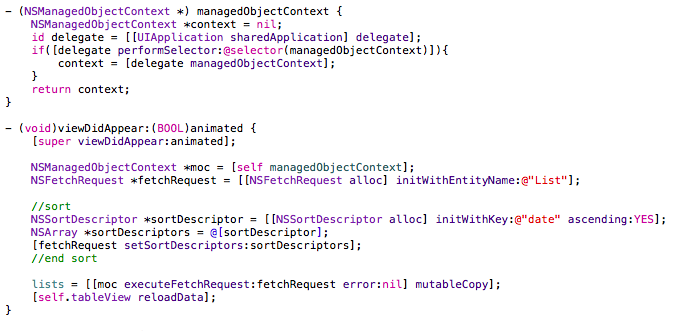 - (NSManagedObjectContext *) managedObjectContext {
    NSManagedObjectContext *context = nil;
    id delegate = [[UIApplication sharedApplication] delegate];
    if([delegate performSelector:@selector(managedObjectContext)]){
        context = [delegate managedObjectContext];
    }
    return context;
}

- (void)viewDidAppear:(BOOL)animated {
    [super viewDidAppear:animated];

    NSManagedObjectContext *moc = [self managedObjectContext];
    NSFetchRequest *fetchRequest = [[NSFetchRequest alloc] initWithEntityName:@"List"];

    //sort
    NSSortDescriptor *sortDescriptor = [[NSSortDescriptor alloc] initWithKey:@"date" ascending:YES];
    NSArray *sortDescriptors = @[sortDescriptor];
    [fetchRequest setSortDescriptors:sortDescriptors];
    //end sort

    lists = [[moc executeFetchRequest:fetchRequest error:nil] mutableCopy];
    [self.tableView reloadData];
}